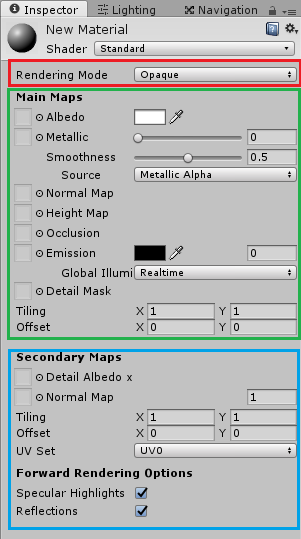 Inspector Lighting Navigation
New Material
Shader Standard
Rendering Mode Opaque
Main Maps
Albedo
Metallic 0
Smoothness 0.5
Source Metallic Alpha
Normal Map
Height Map
Occlusion
Emission 0
Global Illumi Realtime
Detail Mask
Tiling X 1 Y 1
Offset X 0 Y 0
Secondary Maps
Detail Albedo x
Normal Map 1
Tiling X 1 Y 1
Offset X 0 Y 0
UV Set UV0
Forward Rendering Options
Specular Highlights
Reflections